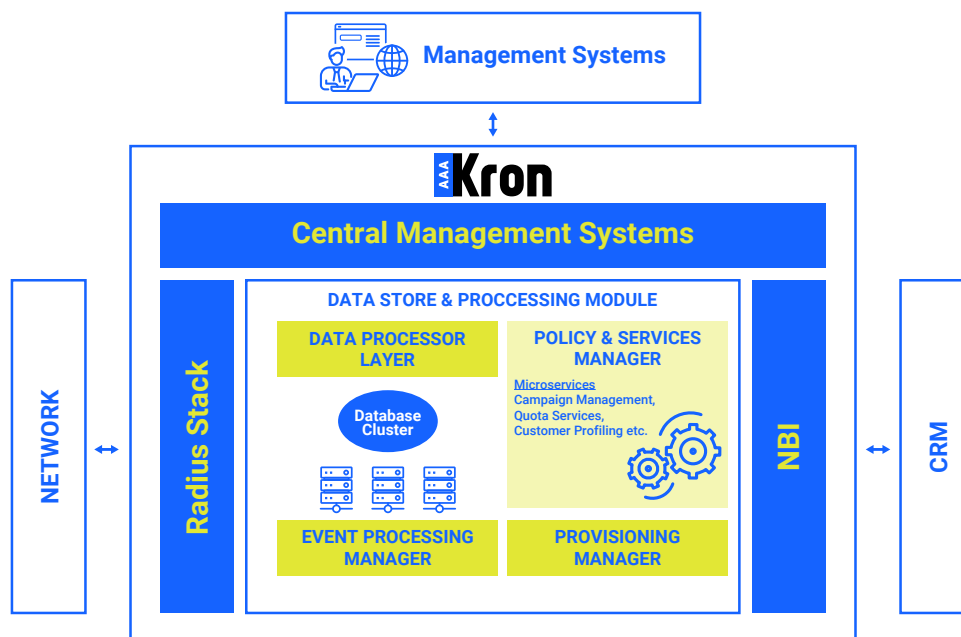 Management Systems
AAA
Kron
Central Management Systems
NETWORK
Radius Stack
DATA STORE & PROCCESSING MODULE
DATA PROCESSOR
LAYER
Database
Cluster
EVENT PROCESSING
MANAGER
POLICY & SERVICES
MANAGER
Microservices
Campaign Management,
Quota Services,
Customer Profiling etc.
PROVISIONING
MANAGER
NBI
CRM